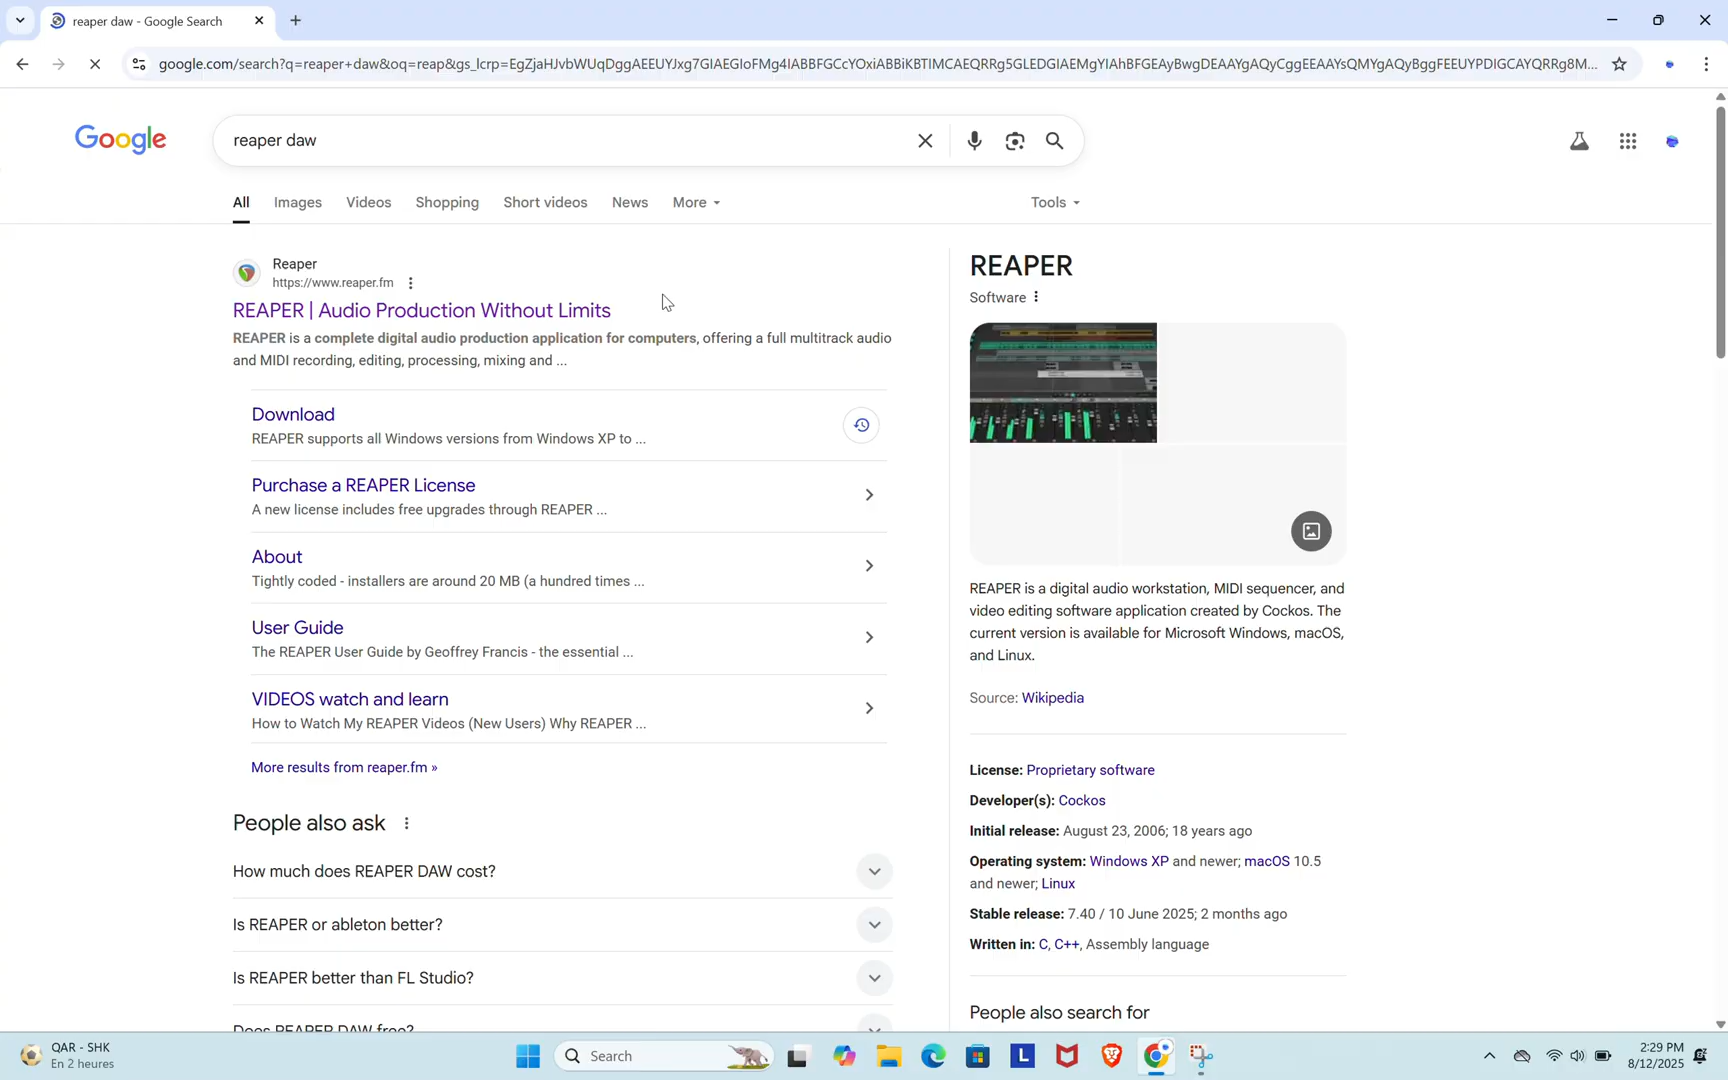 reaper daw - Google Search
google.com/search?q=reaper+daw&oq=reap&gs_lcrp=EgZjaHJvbWUqDggAEEUYJxg7GIAEGIoFMg4IABBFGCcYOxiABBiKBTIMCAEQRRg5GLEDGIAEMgYIAhBFGEAyBwgDEAAYgAQyCggEEAAYsQMYgAQyBggFEEUYPDIGCAYQRRg8M...
Google
reaper daw
All Images Videos Shopping Short videos News More Tools
Reaper
https://www.reaper.fm
REAPER | Audio Production Without Limits
REAPER is a complete digital audio production application for computers, offering a full multitrack audio
and MIDI recording, editing, processing, mixing and ...
Download
REAPER supports all Windows versions from Windows XP to ...
Purchase a REAPER License
A new license includes free upgrades through REAPER ...
About
Tightly coded - installers are around 20 MB (a hundred times ...
User Guide
The REAPER User Guide by Geoffrey Francis - the essential ...
VIDEOS watch and learn
How to Watch My REAPER Videos (New Users) Why REAPER ...
More results from reaper.fm »
People also ask
How much does REAPER DAW cost?
Is REAPER or ableton better?
Is REAPER better than FL Studio?
Does REAPER DAW free?
REAPER
Software
REAPER is a digital audio workstation, MIDI sequencer, and
video editing software application created by Cockos. The
current version is available for Microsoft Windows, macOS,
and Linux.
Source: Wikipedia
License: Proprietary software
Developer(s): Cockos
Initial release: August 23, 2006; 18 years ago
Operating system: Windows XP and newer; macOS 10.5
and newer; Linux
Stable release: 7.40 / 10 June 2025; 2 months ago
Written in: C, C++, Assembly language
People also search for
QAR - SHK
En 2 heures
Search
L
2:29 PM
8/12/2025